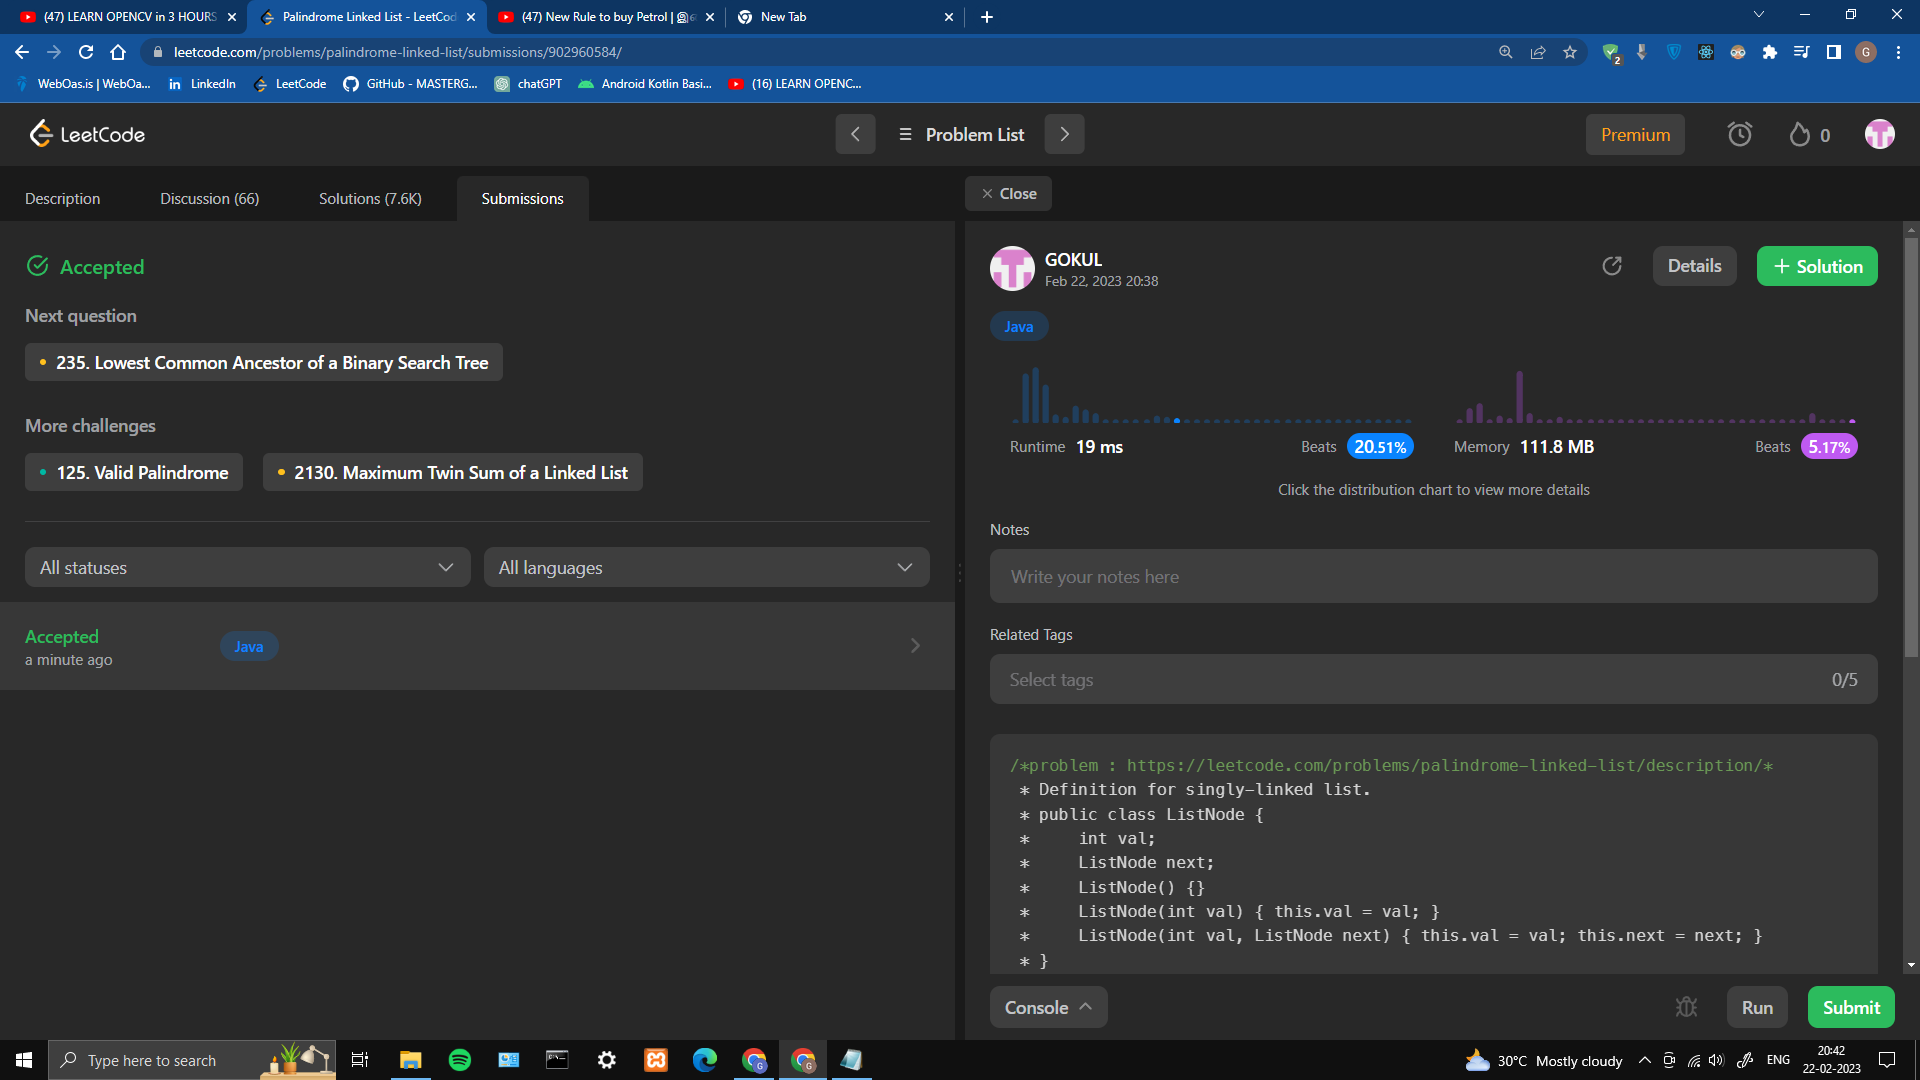 (47) LEARN OPENCV in 3 HOURS
Palindrome Linked List - LeetCod
(47) New Rule to buy Petrol |
New Tab
leetcode.com/problems/palindrome-linked-list/submissions/902960584/
2
G
WebOas.is | WebOa...
LinkedIn
LeetCode
GitHub - MASTERG...
chatGPT
Android Kotlin Basi...
(16) LEARN OPENC...
LeetCode
Problem List
Premium
0
Description
Discussion (66)
Solutions (7.6K)
Submissions
Close
Accepted
Next question
235. Lowest Common Ancestor of a Binary Search Tree
More challenges
125. Valid Palindrome
2130. Maximum Twin Sum of a Linked List
All statuses
All languages
Accepted
a minute ago
Java
GOKUL
Feb 22, 2023 20:38
Details
+ Solution
Java
Runtime 19 ms
Beats 20.51%
Memory 111.8 MB
Beats 5.17%
Click the distribution chart to view more details
Notes
Write your notes here
Related Tags
Select tags
0/5
/*problem : https://leetcode.com/problems/palindrome-linked-list/description/*
* Definition for singly-linked list.
* public class ListNode {
*     int val;
*     ListNode next;
*     ListNode() {}
*     ListNode(int val) { this.val = val; }
*     ListNode(int val, ListNode next) { this.val = val; this.next = next; }
* }
Console
Run
Submit
Type here to search
30°C Mostly cloudy
ENG
20:42
22-02-2023